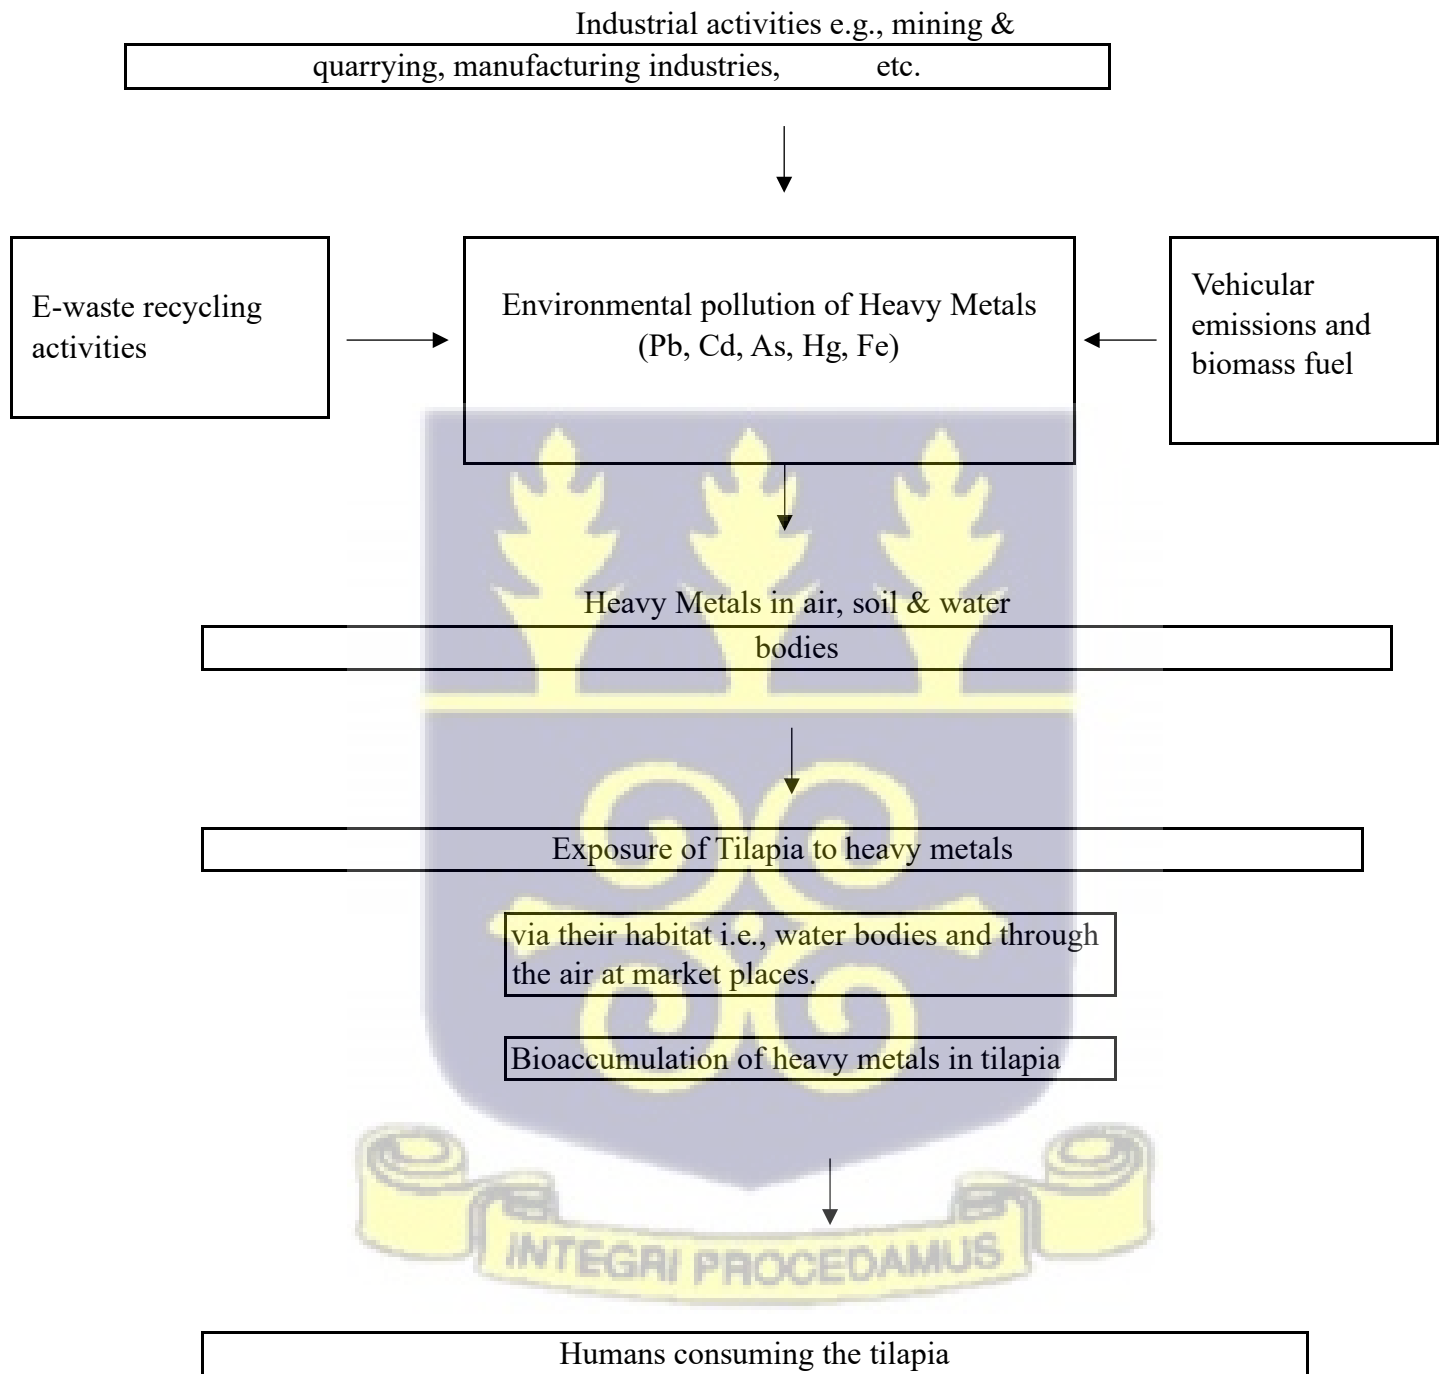 Industrial activities e.g., mining &
quarrying, manufacturing industries, etc.
E-waste recycling
activities
Environmental pollution of Heavy Metals
(Pb, Cd, As, Hg, Fe)
Vehicular
emissions and
biomass fuel
Heavy Metals in air, soil & water
bodies
Exposure of Tilapia to heavy metals
via their habitat i.e., water bodies and through
the air at market places.
Bioaccumulation of heavy metals in tilapia
INTEGRI PROCEDAMUS
Humans consuming the tilapia